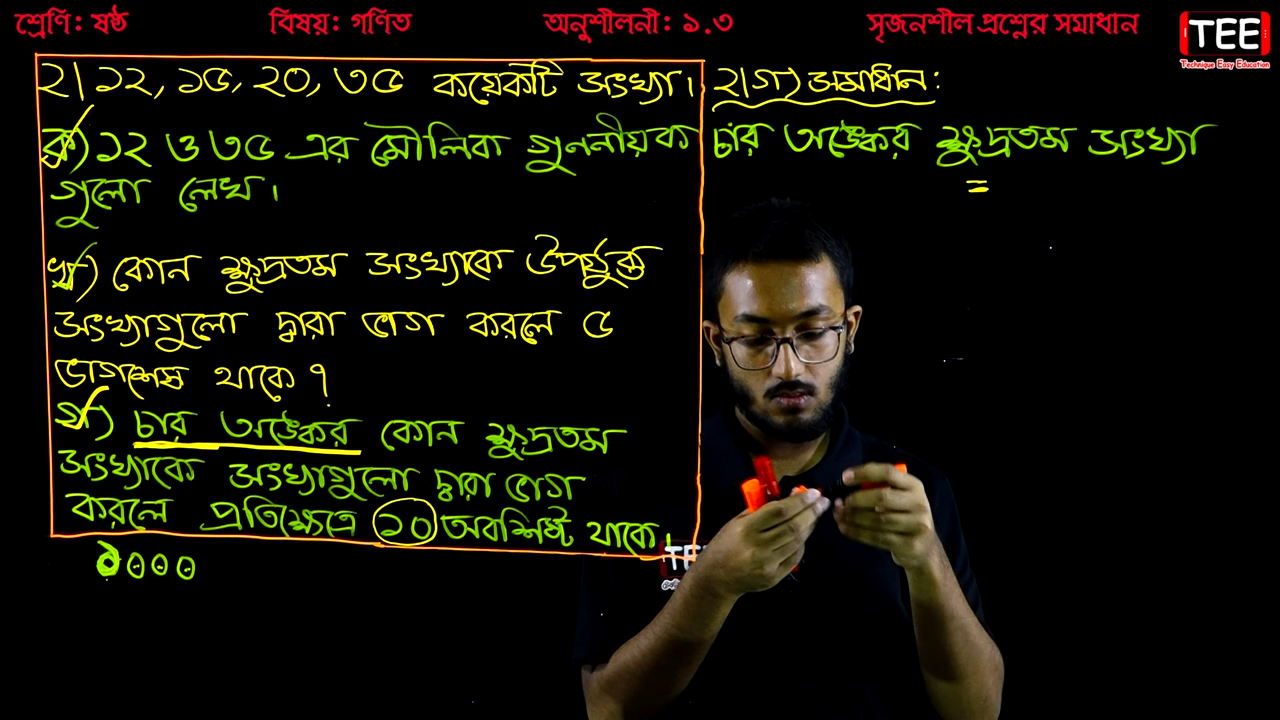 শ্রেণি: ষষ্ঠ বিষয়: গণিত অনুশীলনী: ১.৩ সৃজনশীল প্রশ্নের সমাধান
TEE
Technique Easy Education
২। ১২, ১৫, ২০, ৩৫ কয়েকটি সংখ্যা।
ক) ১২ ও ৩৫ এর মৌলিক গুননীয়ক
গুলো লেখ।
খ) কোন ক্ষুদ্রতম সংখ্যাকে উপর্যুক্ত
সংখ্যাগুলো দ্বারা ভাগ করলে ৫
ভাগশেষ থাকে?
গ) চার অঙ্কের কোন ক্ষুদ্রতম
সংখ্যাকে সংখ্যাগুলো দ্বারা ভাগ
করলে প্রতিক্ষেত্রে ১০ অবশিষ্ট থাকে।
১০০০
২।গ) সমাধান:
চার অঙ্কের ক্ষুদ্রতম সংখ্যা
=